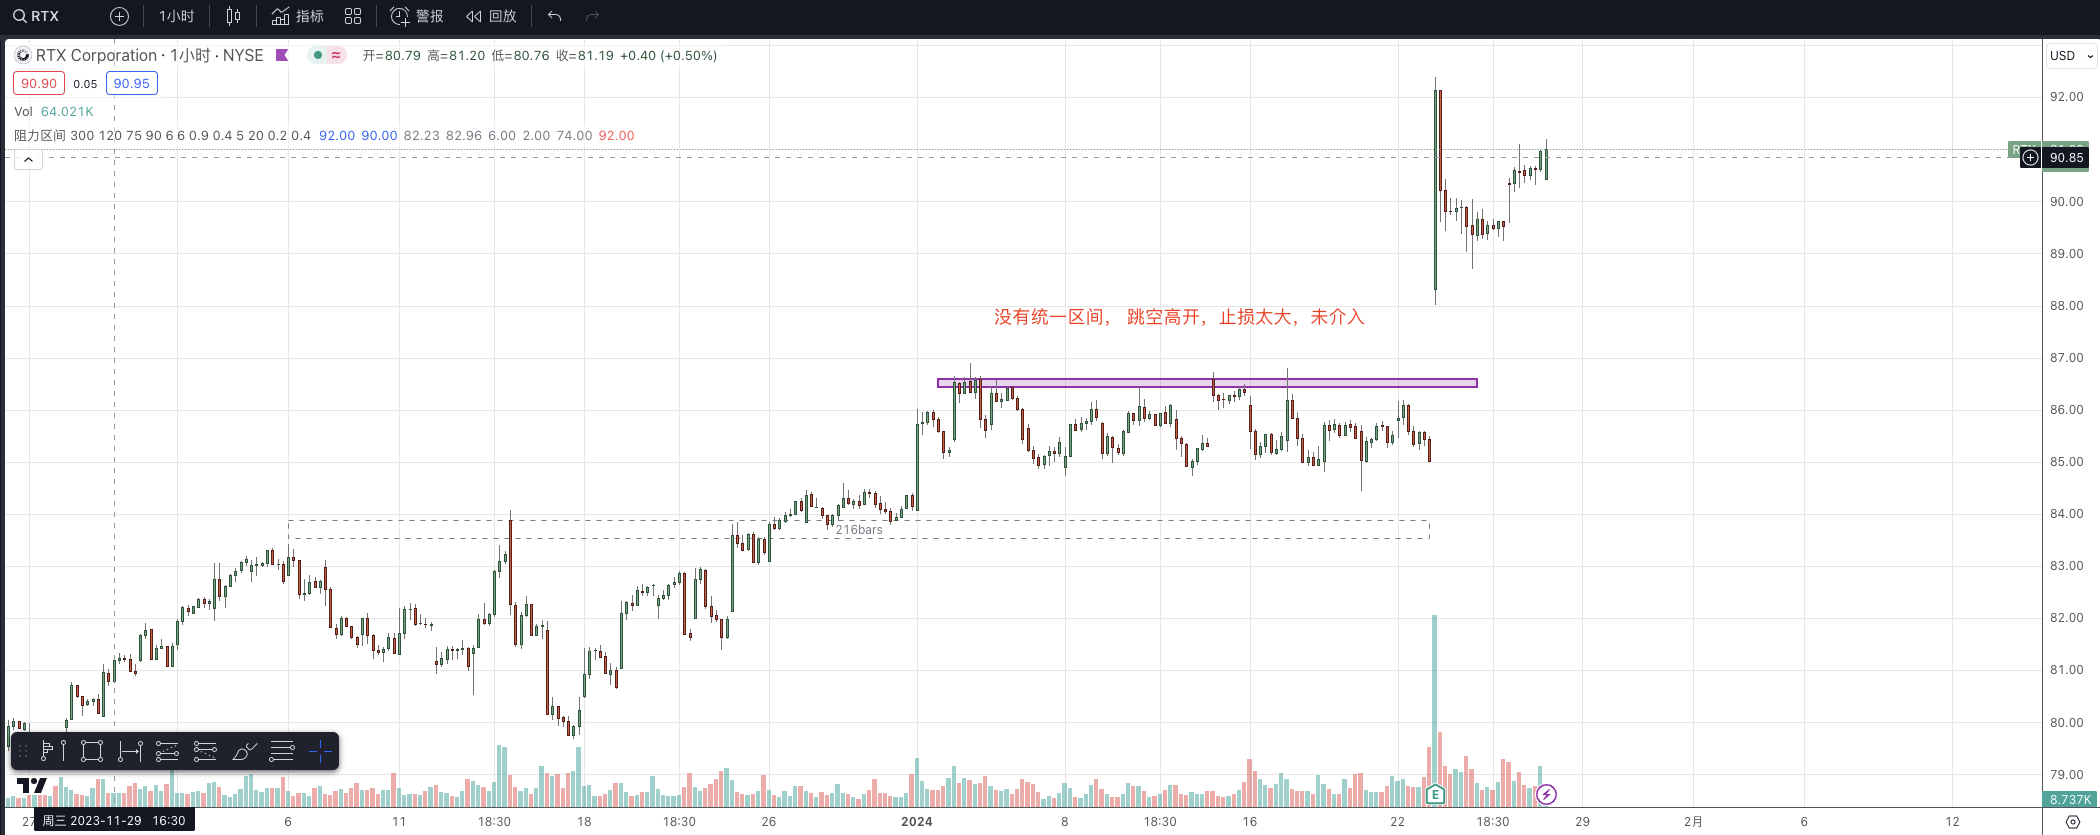 RTX 1小时 指标 警报 回放
RTX Corporation · 1小时 · NYSE 开=80.79 高=81.20 低=80.76 收=81.19 +0.40 (+0.50%)
USD
90.90 0.05 90.95
Vol 64.021K
阻力区间 300 120 75 90 6 6 0.9 0.4 5 20 0.2 0.4 92.00 90.00 82.23 82.96 6.00 2.00 74.00 92.00
92.00
90.85
90.00
89.00
88.00
没有统一区间， 跳空高开，止损太大，未介入
87.00
86.00
85.00
84.00
216bars
83.00
82.00
81.00
80.00
79.00
E
8.737K
27 周三 2023-11-29 16:30 6 11 18:30 18 18:30 26 2024 8 18:30 16 22 18:30 29 2月 6 12